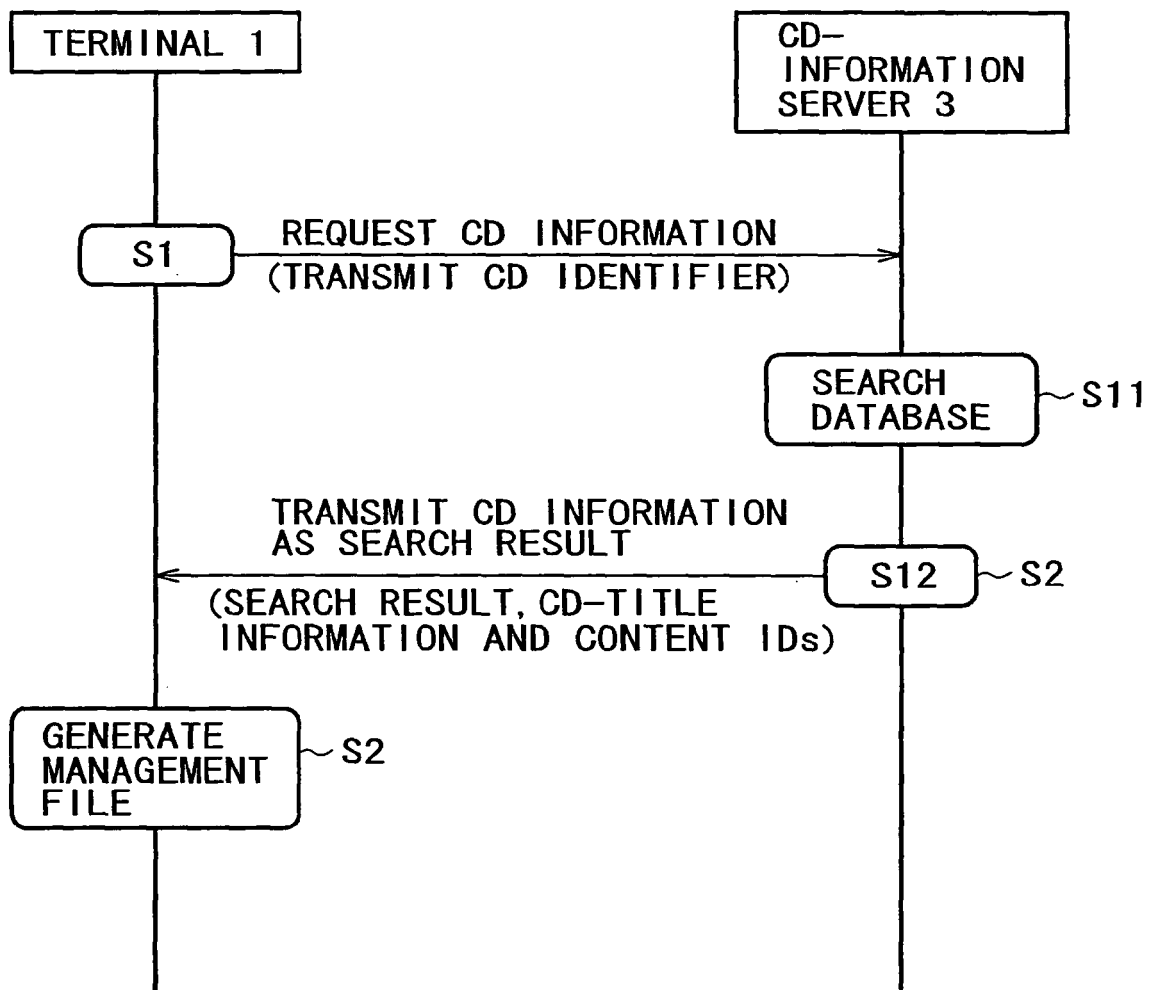 TERMINAL 1
CD-
INFORMATION
SERVER 3
S1
REQUEST CD INFORMATION
(TRANSMIT CD IDENTIFIER)
SEARCH
DATABASE
S11
TRANSMIT CD INFORMATION
AS SEARCH RESULT
S12
S2
(SEARCH RESULT, CD-TITLE
INFORMATION AND CONTENT IDs)
GENERATE
MANAGEMENT
FILE
S2